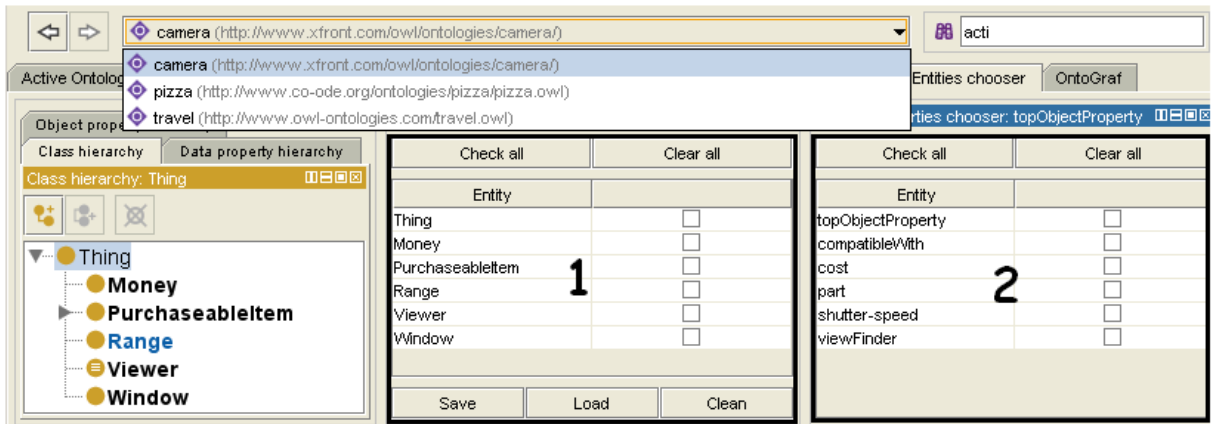 camera (http://www.xfront.com/owl/ontologies/camera/)
acti
camera (http://www.xfront.com/owl/ontologies/camera/)
pizza (http://www.co-ode.org/ontologies/pizza/pizza.owl)
travel (http://www.owl-ontologies.com/travel.owl)
Active Ontolog
Entities chooser
OntoGraf
Object prope
rties chooser: topObjectProperty
Class hierarchy
Data property hierarchy
Class hierarchy: Thing
Thing
Money
PurchaseableItem
Range
Viewer
Window
Check all
Clear all
Entity
Thing
Money
PurchaseableItem
Range
Viewer
Window
1
Save
Load
Clean
Check all
Clear all
Entity
topObjectProperty
compatibleWith
cost
part
shutter-speed
viewFinder
2